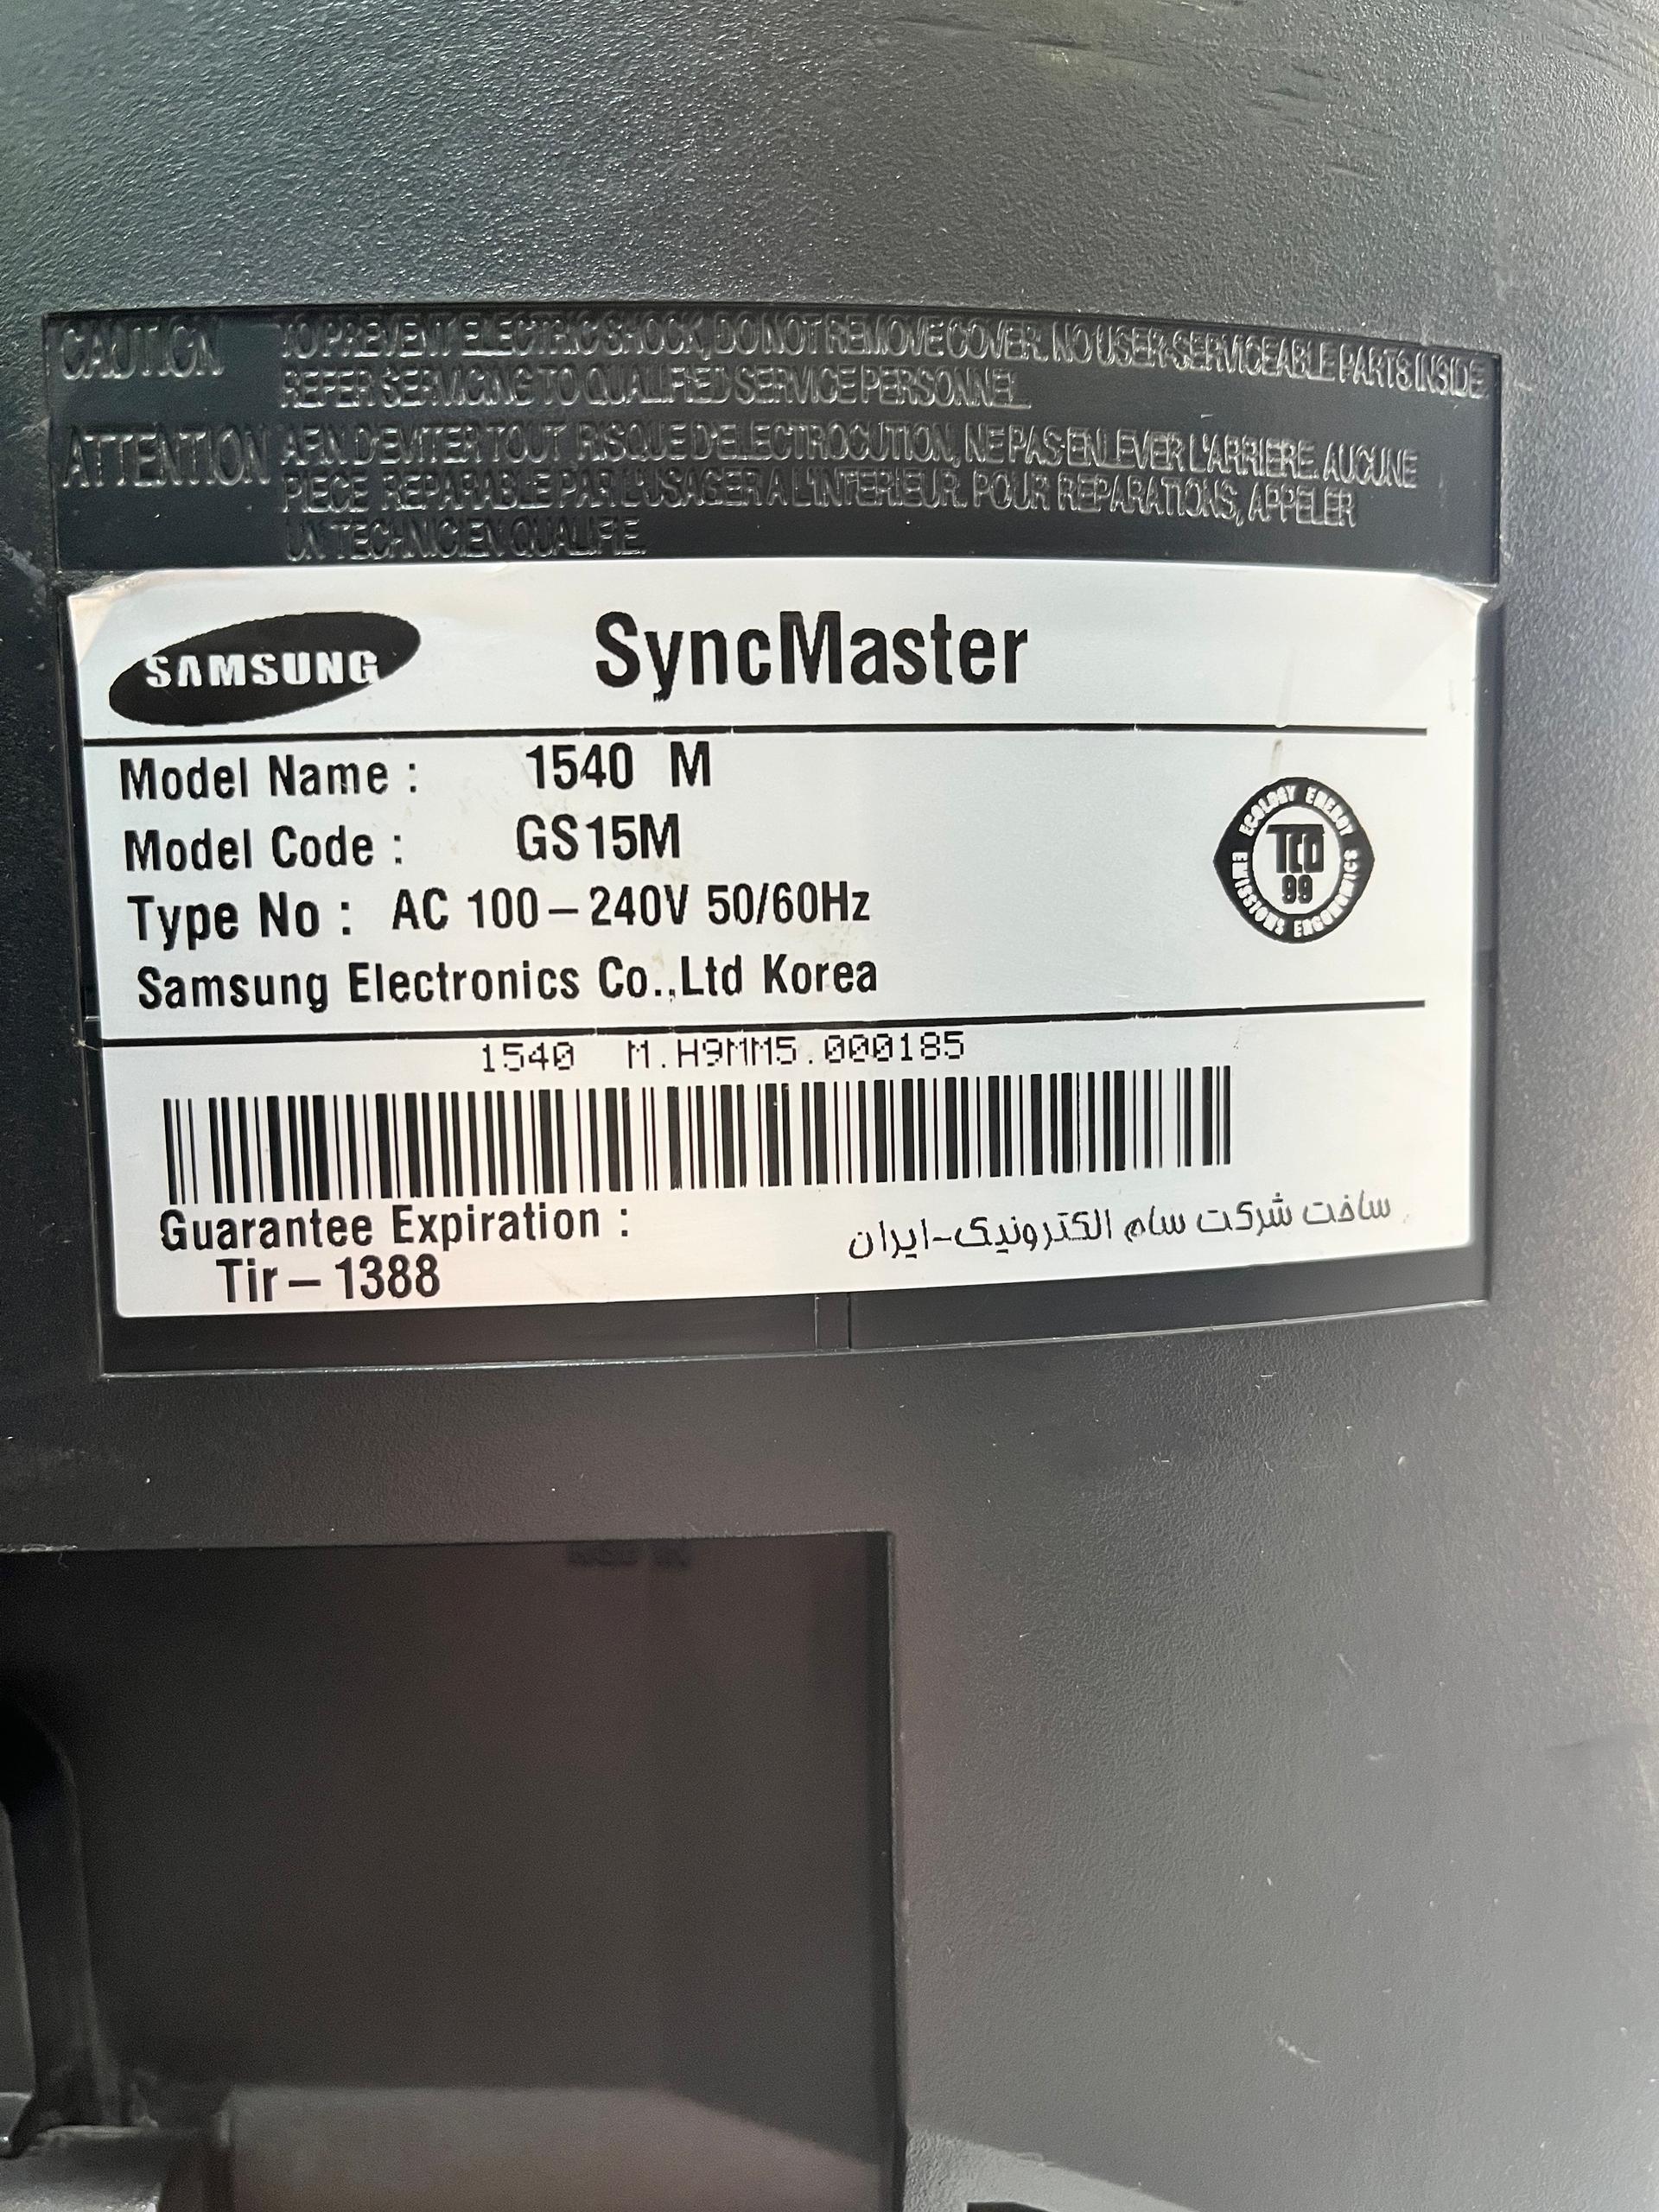 CAUTION TO PREVENT ELECTRIC SHOCK, DO NOT REMOVE COVER. NO USER-SERVICEABLE PARTS INSIDE
REFER SERVICING TO QUALIFIED SERVICE PERSONNEL.
ATTENTION AFIN D'EVITER TOUT RISQUE D'ELECTROCUTION, NE PAS ENLEVER L'ARRIERE. AUCUNE
PIECE REPARABLE PAR L'USAGER A L'INTERIEUR. POUR REPARATIONS, APPELER
UN TECHNICIEN QUALIFIE.
SAMSUNG SyncMaster
Model Name : 1540 M
Model Code : GS15M
Type No : AC 100-240V 50/60Hz
Samsung Electronics Co.,Ltd Korea
ECOLOGY ENERGY
TCO
99
EMISSIONS ERGONOMICS
1540 M.H9MM5.000185
Guarantee Expiration :
Tir-1388
ساخت شرکت سام الکترونیک-ایران